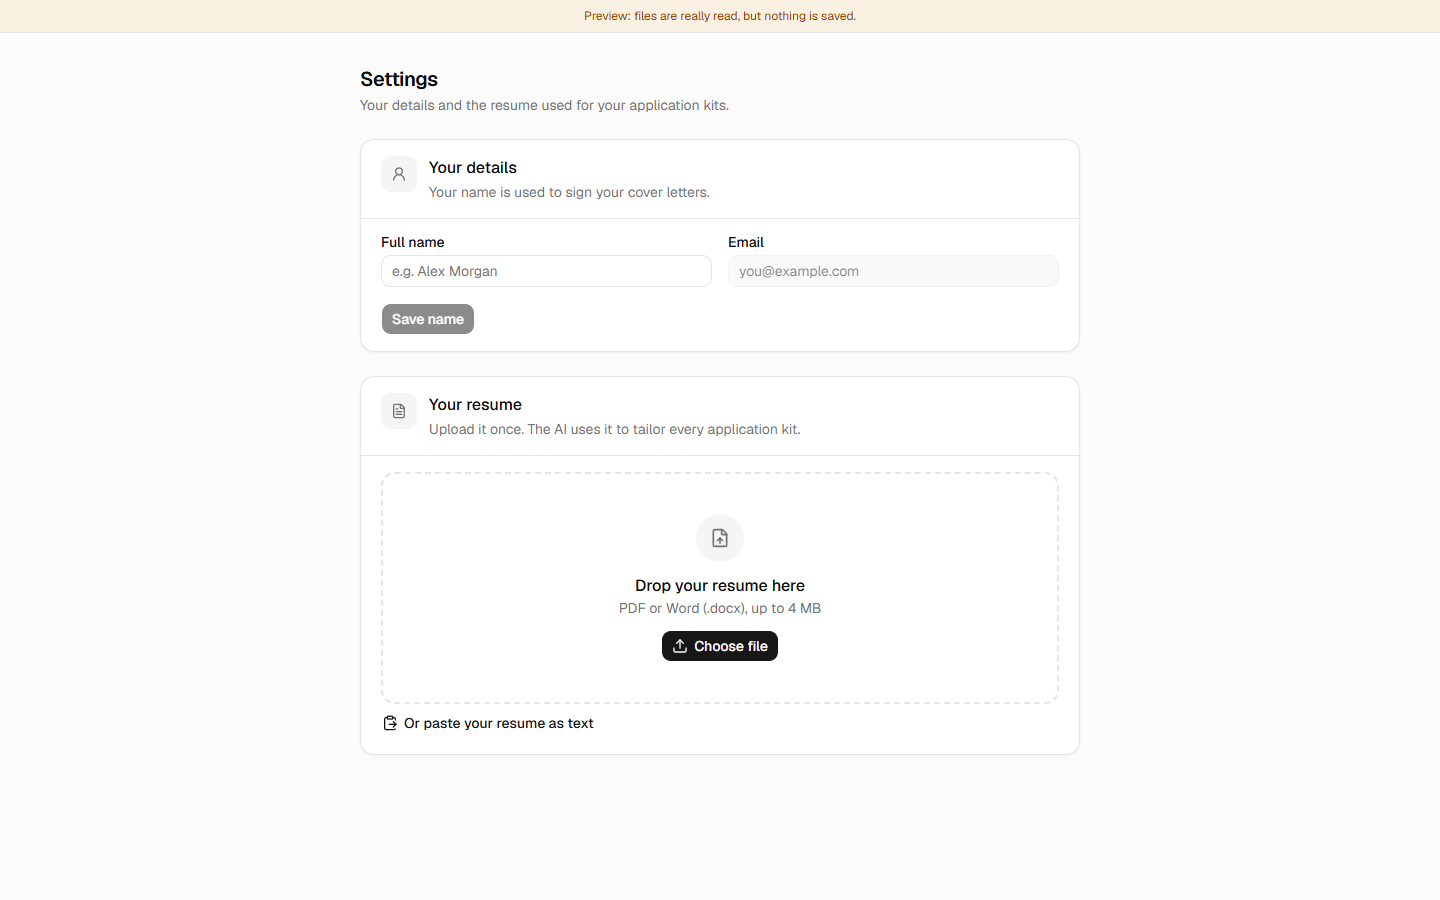 Preview: files are really read, but nothing is saved.
Settings
Your details and the resume used for your application kits.
Your details
Your name is used to sign your cover letters.
Full name
e.g. Alex Morgan
Email
you@example.com
Save name
Your resume
Upload it once. The AI uses it to tailor every application kit.
Drop your resume here
PDF or Word (.docx), up to 4 MB
Choose file
Or paste your resume as text